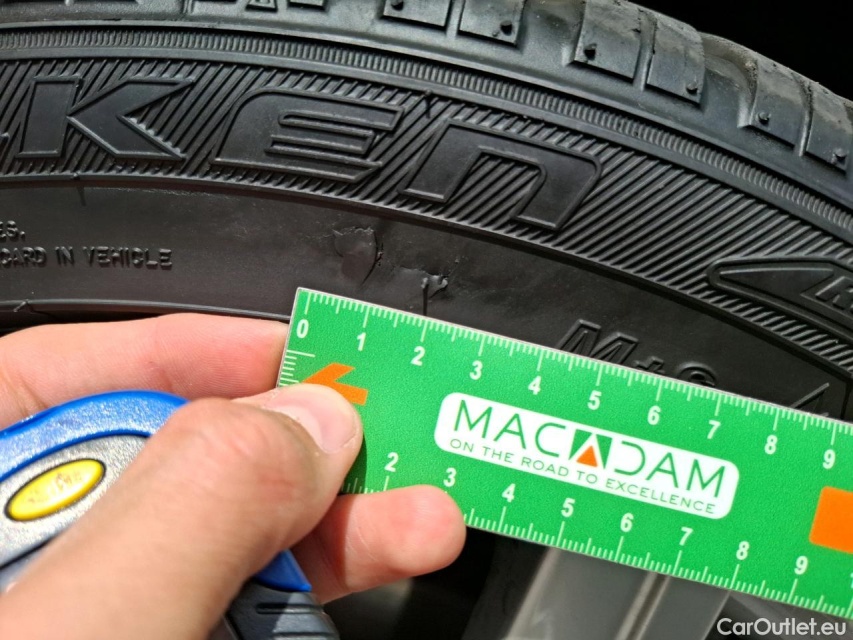 KEN
CARD IN VEHICLE
M+S
0 1 2 3 4 5 6 7 8 9
MACADAM
ON THE ROAD TO EXCELLENCE
2 3 4 5 6 7 8 9
CarOutlet.eu